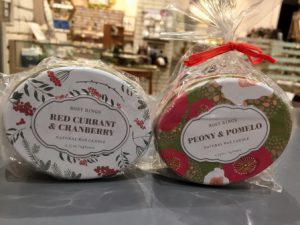 ROSY RINGS
RED CURRANT
& CRANBERRY
NATURAL WAX CANDLE
ROSY RINGS
PEONY & POMELO
NATURAL WAX CANDLE